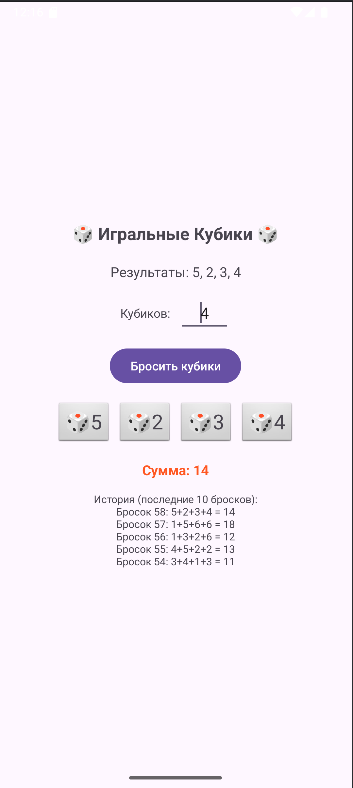 🎲 Игральные Кубики 🎲
Результаты: 5, 2, 3, 4
Кубиков: 4
Бросить кубики
🎲5 🎲2 🎲3 🎲4
Сумма: 14
История (последние 10 бросков):
Бросок 58: 5+2+3+4 = 14
Бросок 57: 1+5+6+6 = 18
Бросок 56: 1+3+2+6 = 12
Бросок 55: 4+5+2+2 = 13
Бросок 54: 3+4+1+3 = 11